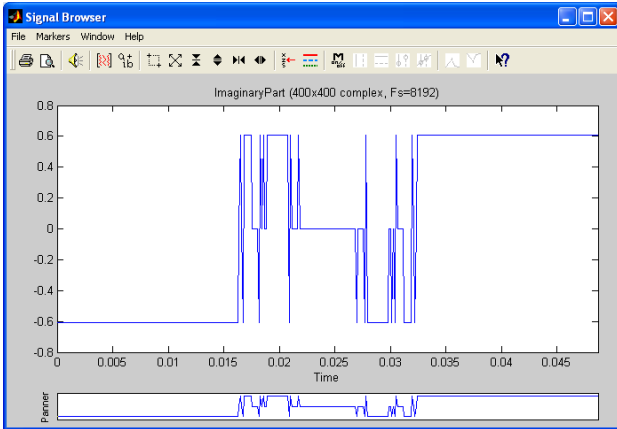 Signal Browser
File Markers Window Help
ImaginaryPart (400x400 complex, Fs=8192)
0.8
0.6
0.4
0.2
0
-0.2
-0.4
-0.6
-0.8
0 0.005 0.01 0.015 0.02 0.025 0.03 0.035 0.04 0.045
Time
Panner